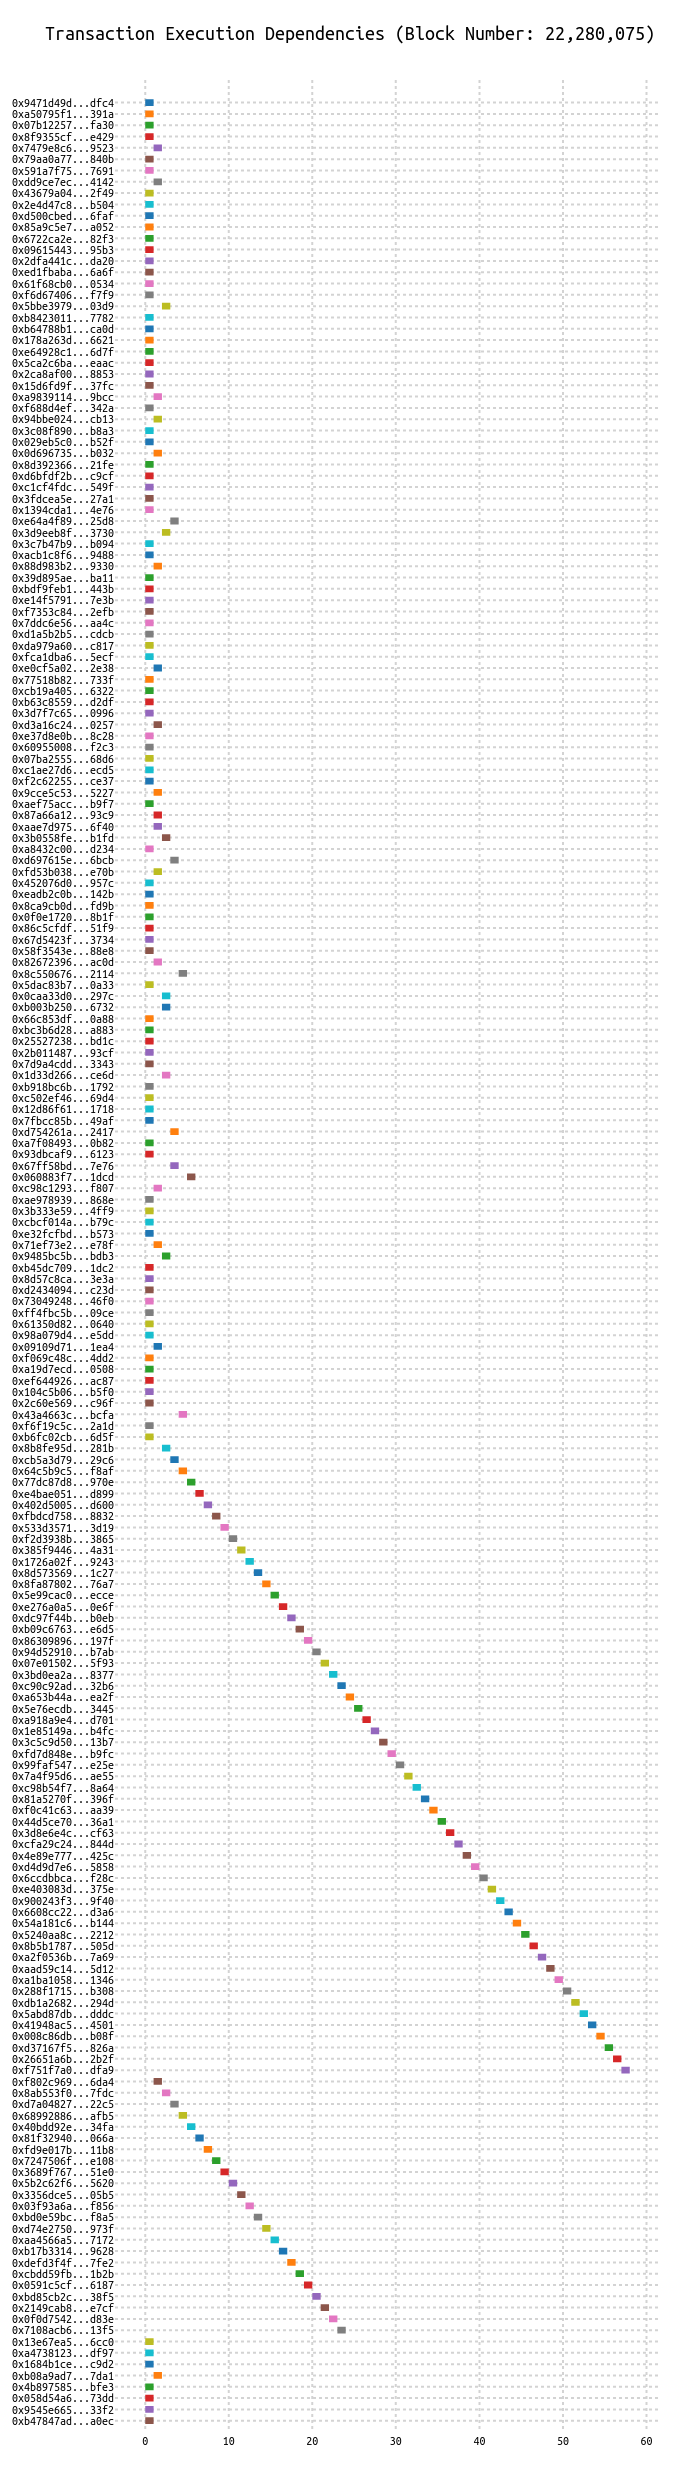 Transaction Execution Dependencies (Block Number: 22,280,075)
0x9471d49d...dfc4
0xa50795f1...391a
0x07b12257...fa30
0x8f9355cf...e429
0x7479e8c6...9523
0x79aa0a77...840b
0x591a7f75...7691
0xdd9ce7ec...4142
0x43679a04...2f49
0x2e4d47c8...b504
0xd500cbed...6faf
0x85a9c5e7...a052
0x6722ca2e...82f3
0x09615443...95b3
0x2dfa441c...da20
0xed1fbaba...6a6f
0x61f68cb0...0534
0xf6d67406...f7f9
0x5bbe3979...03d9
0xb8423011...7782
0xb64788b1...ca0d
0x178a263d...6621
0xe64928c1...6d7f
0x5ca2c6ba...eaac
0x2ca8af00...8853
0x15d6fd9f...37fc
0xa9839114...9bcc
0xf688d4ef...342a
0x94bbe024...cb13
0x3c08f890...b8a3
0x029eb5c0...b52f
0x0d696735...b032
0x8d392366...21fe
0xd6bfdf2b...c9cf
0xc1cf4fdc...549f
0x3fdcea5e...27a1
0x1394cda1...4e76
0xe64a4f89...25d8
0x3d9eeb8f...3730
0x3c7b47b9...b094
0xacb1c8f6...9488
0x88d983b2...9330
0x39d895ae...ba11
0xbdf9feb1...443b
0xe14f5791...7e3b
0xf7353c84...2efb
0x7ddc6e56...aa4c
0xd1a5b2b5...cdcb
0xda979a60...c817
0xfca1dba6...5ecf
0xe0cf5a02...2e38
0x77518b82...733f
0xcb19a405...6322
0xb63c8559...d2df
0x3d7f7c65...0996
0xd3a16c24...0257
0xe37d8e0b...8c28
0x60955008...f2c3
0x07ba2555...68d6
0xc1ae27d6...ecd5
0xf2c62255...ce37
0x9cce5c53...5227
0xaef75acc...b9f7
0x87a66a12...93c9
0xaae7d975...6f40
0x3b0558fe...b1fd
0xa8432c00...d234
0xd697615e...6bcb
0xfd53b038...e70b
0x452076d0...957c
0xeadb2c0b...142b
0x8ca9cb0d...fd9b
0x0f0e1720...8b1f
0x86c5cfdf...51f9
0x67d5423f...3734
0x58f3543e...88e8
0x82672396...ac0d
0x8c550676...2114
0x5dac83b7...0a33
0x0caa33d0...297c
0xb003b250...6732
0x66c853df...0a88
0xbc3b6d28...a883
0x25527238...bd1c
0x2b011487...93cf
0x7d9a4cdd...3343
0x1d33d266...ce6d
0xb918bc6b...1792
0xc502ef46...69d4
0x12d86f61...1718
0x7fbcc85b...49af
0xd754261a...2417
0xa7f08493...0b82
0x93dbcaf9...6123
0x67ff58bd...7e76
0x060883f7...1dcd
0xc98c1293...f807
0xae978939...868e
0x3b333e59...4ff9
0xcbcf014a...b79c
0xe32fcfbd...b573
0x71ef73e2...e78f
0x9485bc5b...bdb3
0xb45dc709...1dc2
0x8d57c8ca...3e3a
0xd2434094...c23d
0x73049248...46f0
0xff4fbc5b...09ce
0x61350d82...0640
0x98a079d4...e5dd
0x09109d71...1ea4
0xf069c48c...4dd2
0xa19d7ecd...0508
0xef644926...ac87
0x104c5b06...b5f0
0x2c60e569...c96f
0x43a4663c...bcfa
0xf6f19c5c...2a1d
0xb6fc02cb...6d5f
0x8b8fe95d...281b
0xcb5a3d79...29c6
0x64c5b9c5...f8af
0x77dc87d8...970e
0xe4bae051...d899
0x402d5005...d600
0xfbdcd758...8832
0x533d3571...3d19
0xf2d3938b...3865
0x385f9446...4a31
0x1726a02f...9243
0x8d573569...1c27
0x8fa87802...76a7
0x5e99cac0...ecce
0xe276a0a5...0e6f
0xdc97f44b...b0eb
0xb09c6763...e6d5
0x86309896...197f
0x94d52910...b7ab
0x07e01502...5f93
0x3bd0ea2a...8377
0xc90c92ad...32b6
0xa653b44a...ea2f
0x5e76ecdb...3445
0xa918a9e4...d701
0x1e85149a...b4fc
0x3c5c9d50...13b7
0xfd7d848e...b9fc
0x99faf547...e25e
0x7a4f95d6...ae55
0xc98b54f7...8a64
0x81a5270f...396f
0xf0c41c63...aa39
0x44d5ce70...36a1
0x3d8e6e4c...cf63
0xcfa29c24...844d
0x4e89e777...425c
0xd4d9d7e6...5858
0x6ccdbbca...f28c
0xe403083d...375e
0x900243f3...9f40
0x6608cc22...d3a6
0x54a181c6...b144
0x5240aa8c...2212
0x8b5b1787...505d
0xa2f0536b...7a69
0xaad59c14...5d12
0xa1ba1058...1346
0x288f1715...b308
0xdb1a2682...294d
0x5abd87db...dddc
0x41948ac5...4501
0x008c86db...b08f
0xd37167f5...826a
0x26651a6b...2b2f
0xf751f7a0...dfa9
0xf802c969...6da4
0x8ab553f0...7fdc
0xd7a04827...22c5
0x68992886...afb5
0x40bdd92e...34fa
0x81f32940...066a
0xfd9e017b...11b8
0x7247506f...e108
0x3689f767...51e0
0x5b2c62f6...5620
0x3356dce5...05b5
0x03f93a6a...f856
0xbd0e59bc...f8a5
0xd74e2750...973f
0xaa4566a5...7172
0xb17b3314...9628
0xdefd3f4f...7fe2
0xcbdd59fb...1b2b
0x0591c5cf...6187
0xbd85cb2c...38f5
0x2149cab8...e7cf
0x0f0d7542...d83e
0x7108acb6...13f5
0x13e67ea5...6cc0
0xa4738123...df97
0x1684b1ce...c9d2
0xb08a9ad7...7da1
0x4b897585...bfe3
0x058d54a6...73dd
0x9545e665...33f2
0xb47847ad...a0ec
0 10 20 30 40 50 60